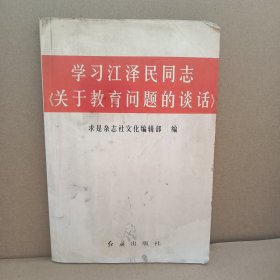 学习江泽民同志
《关于教育问题的谈话》
求是杂志社文化编辑部 编
红旗出版社